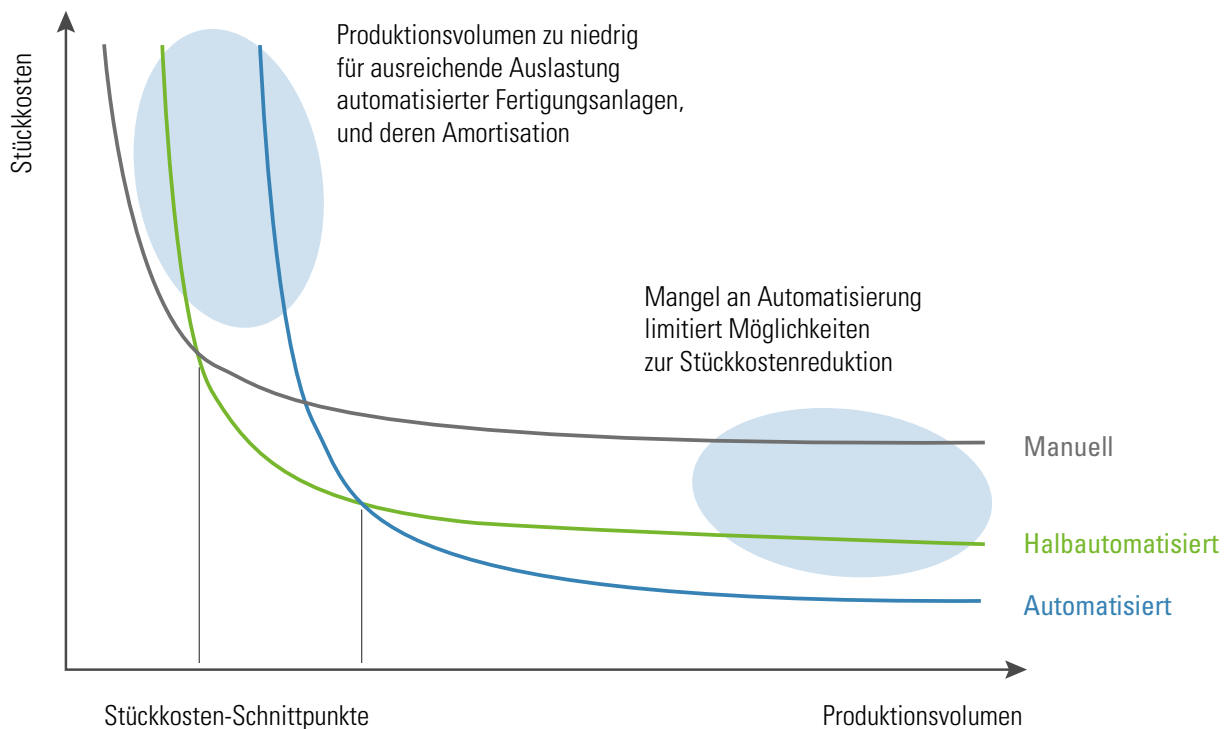 Stückkosten
Produktionsvolumen zu niedrig
für ausreichende Auslastung
automatisierter Fertigungsanlagen,
und deren Amortisation
Mangel an Automatisierung
limitiert Möglichkeiten
zur Stückkostenreduktion
Manuell
Halbautomatisiert
Automatisiert
Stückkosten-Schnittpunkte
Produktionsvolumen